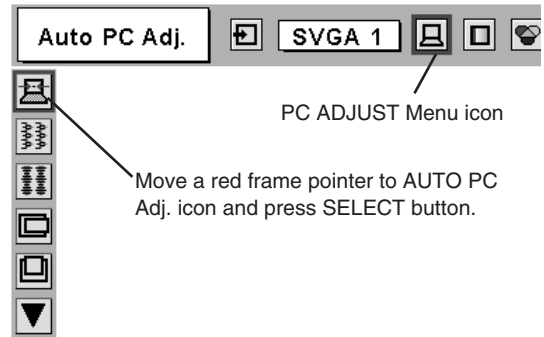 Auto PC Adj.
SVGA 1
PC ADJUST Menu icon
Move a red frame pointer to AUTO PC
Adj. icon and press SELECT button.